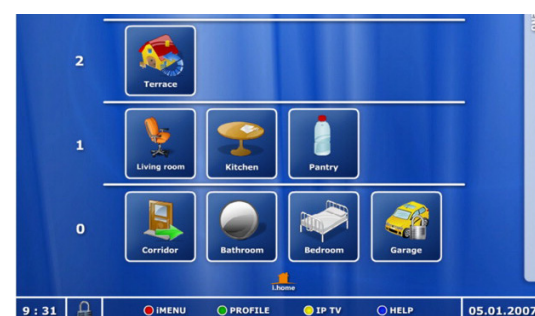 2
Terrace
1
Living room
Kitchen
Pantry
0
Corridor
Bathroom
Bedroom
Garage
i.home
9 : 31
iMENU
PROFILE
IP TV
HELP
05.01.2007